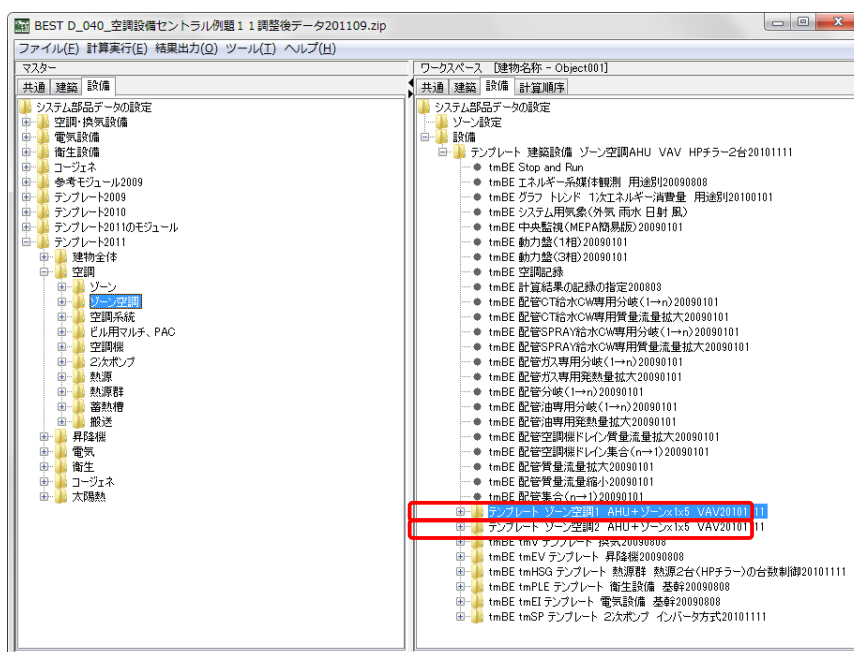 BEST D_040_空調設備セントラル例題11調整後データ201109.zip
ファイル(F) 計算実行(E) 結果出力(O) ツール(T) ヘルプ(H)
マスター
共通 建築 設備
システム部品データの設定
空調・換気設備
電気設備
衛生設備
コージェネ
参考モジュール2009
テンプレート2009
テンプレート2010
テンプレート2011のモジュール
テンプレート2011
建物全体
空調
ゾーン
ゾーン空調
空調系統
ビル用マルチ、PAC
空調機
2次ポンプ
熱源
熱源群
蓄熱槽
搬送
昇降機
電気
衛生
コージェネ
太陽熱
ワークスペース [建物名称 - Object001]
共通 建築 設備 計算順序
システム部品データの設定
ゾーン設定
設備
テンプレート 建築設備 ゾーン空調AHU VAV HPチラー2台20101111
tmBE Stop and Run
tmBE エネルギー系媒体観測 用途別20090808
tmBE グラフ トレンド 1次エネルギー消費量 用途別20100101
tmBE システム用気象(外気 雨水 日射 風)
tmBE 中央監視(MEPA簡易版)20090101
tmBE 動力盤(1相)20090101
tmBE 動力盤(3相)20090101
tmBE 空調記録
tmBE 計算結果の記録の指定200803
tmBE 配管CT給水CW専用分岐(1→n)20090101
tmBE 配管CT給水CW専用質量流量拡大20090101
tmBE 配管SPRAY給水CW専用分岐(1→n)20090101
tmBE 配管SPRAY給水CW専用質量流量拡大20090101
tmBE 配管ガス専用分岐(1→n)20090101
tmBE 配管ガス専用発熱量拡大20090101
tmBE 配管分岐(1→n)20090101
tmBE 配管油専用分岐(1→n)20090101
tmBE 配管油専用発熱量拡大20090101
tmBE 配管空調機ドレイン質量流量拡大20090101
tmBE 配管空調機ドレイン集合(n→1)20090101
tmBE 配管質量流量拡大20090101
tmBE 配管質量流量縮小20090101
tmBE 配管集合(n→1)20090101
テンプレート ゾーン空調1 AHU+ゾーンx1x5 VAV20101111
テンプレート ゾーン空調2 AHU+ゾーンx1x5 VAV20101111
tmBE tmV テンプレート 換気20090808
tmBE tmEV テンプレート 昇降機20090808
tmBE tmHSG テンプレート 熱源群 熱源2台(HPチラー)の台数制御20101111
tmBE tmPLE テンプレート 衛生設備 基幹20090808
tmBE tmEI テンプレート 電気設備 基幹20090808
tmBE tmSP テンプレート 2次ポンプ インバータ方式20101111